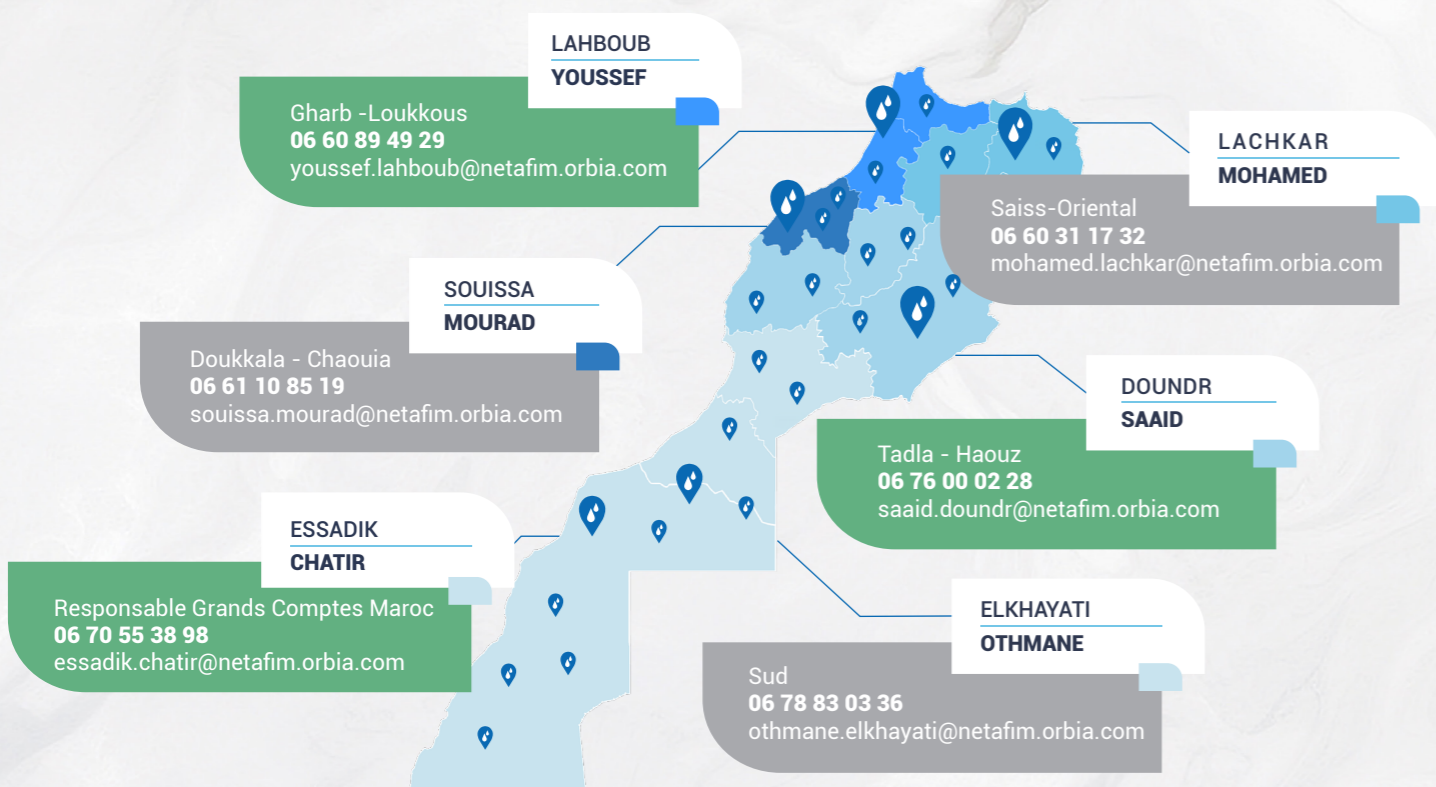 LAHBOUB
YOUSSEF
Gharb -Loukkous
06 60 89 49 29
youssef.lahboub@netafim.orbia.com
LACHKAR
MOHAMED
Saiss-Oriental
06 60 31 17 32
mohamed.lachkar@netafim.orbia.com
SOUISSA
MOURAD
Doukkala - Chaouia
06 61 10 85 19
souissa.mourad@netafim.orbia.com
DOUNDR
SAAID
Tadla - Haouz
06 76 00 02 28
saaid.doundr@netafim.orbia.com
ESSADIK
CHATIR
Responsable Grands Comptes Maroc
06 70 55 38 98
essadik.chatir@netafim.orbia.com
ELKHAYATI
OTHMANE
Sud
06 78 83 03 36
othmane.elkhayati@netafim.orbia.com